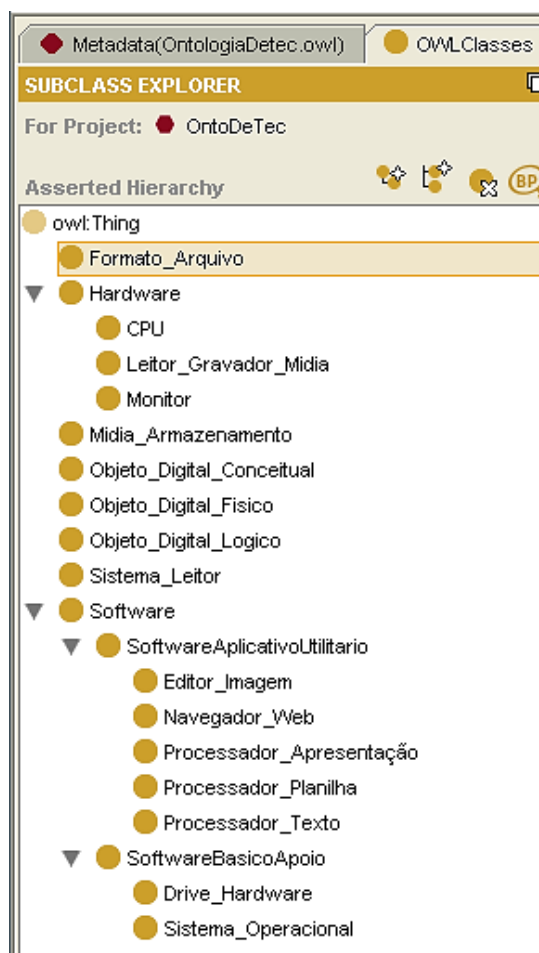 Metadata(OntologiaDetec.owl) OWLClasses
SUBCLASS EXPLORER
For Project: OntoDeTec
Asserted Hierarchy BP
owl:Thing
Formato_Arquivo
Hardware
CPU
Leitor_Gravador_Midia
Monitor
Midia_Armazenamento
Objeto_Digital_Conceitual
Objeto_Digital_Fisico
Objeto_Digital_Logico
Sistema_Leitor
Software
SoftwareAplicativoUtilitario
Editor_Imagem
Navegador_Web
Processador_Apresentação
Processador_Planilha
Processador_Texto
SoftwareBasicoApoio
Drive_Hardware
Sistema_Operacional